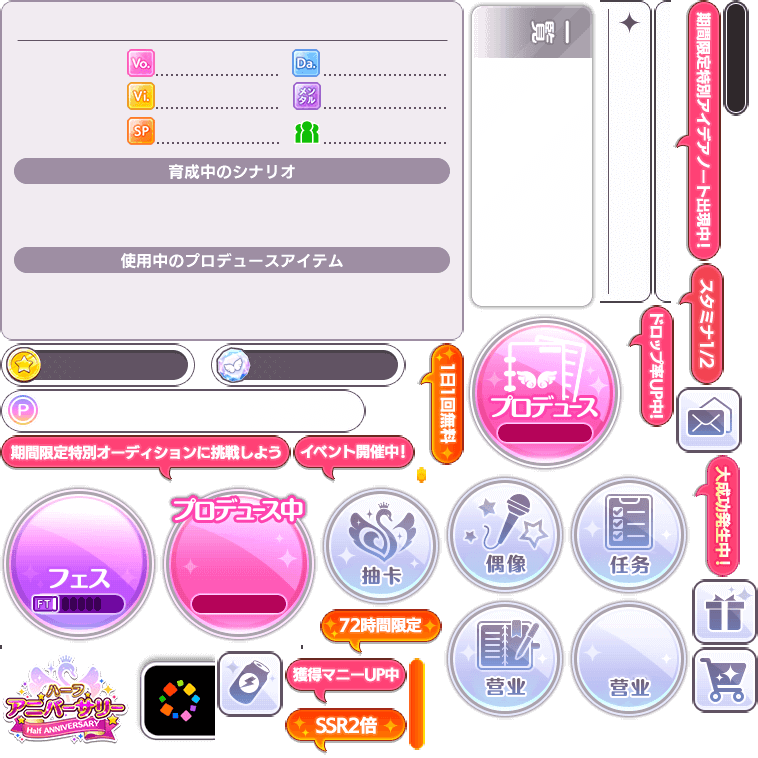 Vo.
Da.
Vi.
メンタル
SP
育成中のシナリオ
使用中のプロデュースアイテム
一覧
期間限定特別アイデアノート出現中!
スタミナ1/2
ドロップ率UP中!
1日1回無料
プロデュース
P
期間限定特別オーディションに挑戦しよう
イベント開催中!
大成功発生中!
フェス
FT
プロデュース中
抽卡
偶像
任务
72時間限定
营业
营业
獲得マニーUP中
SSR2倍
ハーフ
アニバーサリー
Half ANNIVERSARY